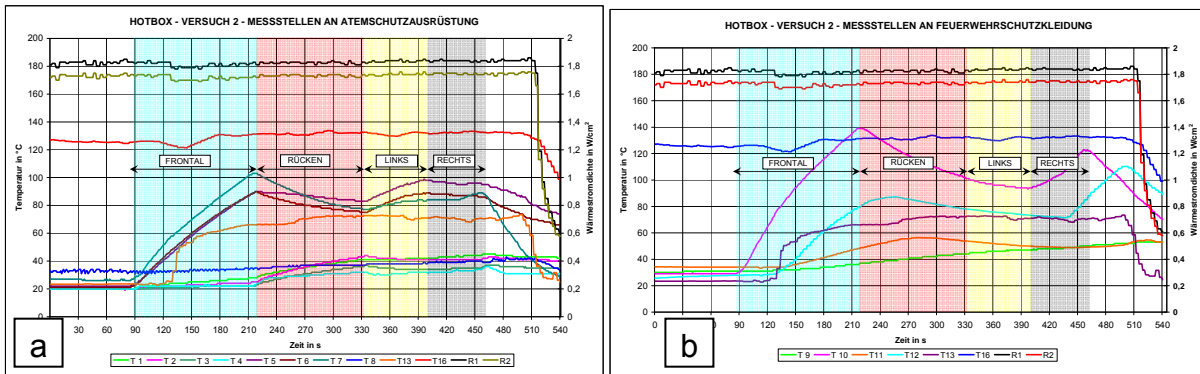 HOTBOX - VERSUCH 2 - MESSSTELLEN AN ATEMSCHUTZAUSRÜSTUNG
Temperatur in °C
200
180
160
140
120
100
80
60
40
20
0
FRONTAL
RÜCKEN
LINKS
RECHTS
2
1,8
1,6
1,4
1,2
1
0,8
0,6
0,4
0,2
0
Wärmestromdichte in W/cm²
30 60 90 120 150 180 210 240 270 300 330 360 390 420 450 480 510 540
Zeit in s
T 1 T 2 T 3 T 4 T 5 T 6 T 7 T 8 T13 T16 R1 R2
a
HOTBOX - VERSUCH 2 - MESSSTELLEN AN FEUERWEHRSCHUTZKLEIDUNG
Temperatur in °C
200
180
160
140
120
100
80
60
40
20
0
FRONTAL
RÜCKEN
LINKS
RECHTS
2
1,8
1,6
1,4
1,2
1
0,8
0,6
0,4
0,2
0
Wärmestromdichte in W/cm²
0 30 60 90 120 150 180 210 240 270 300 330 360 390 420 450 480 510 540
Zeit in s
T 9 T 10 T11 T12 T13 T16 R1 R2
b